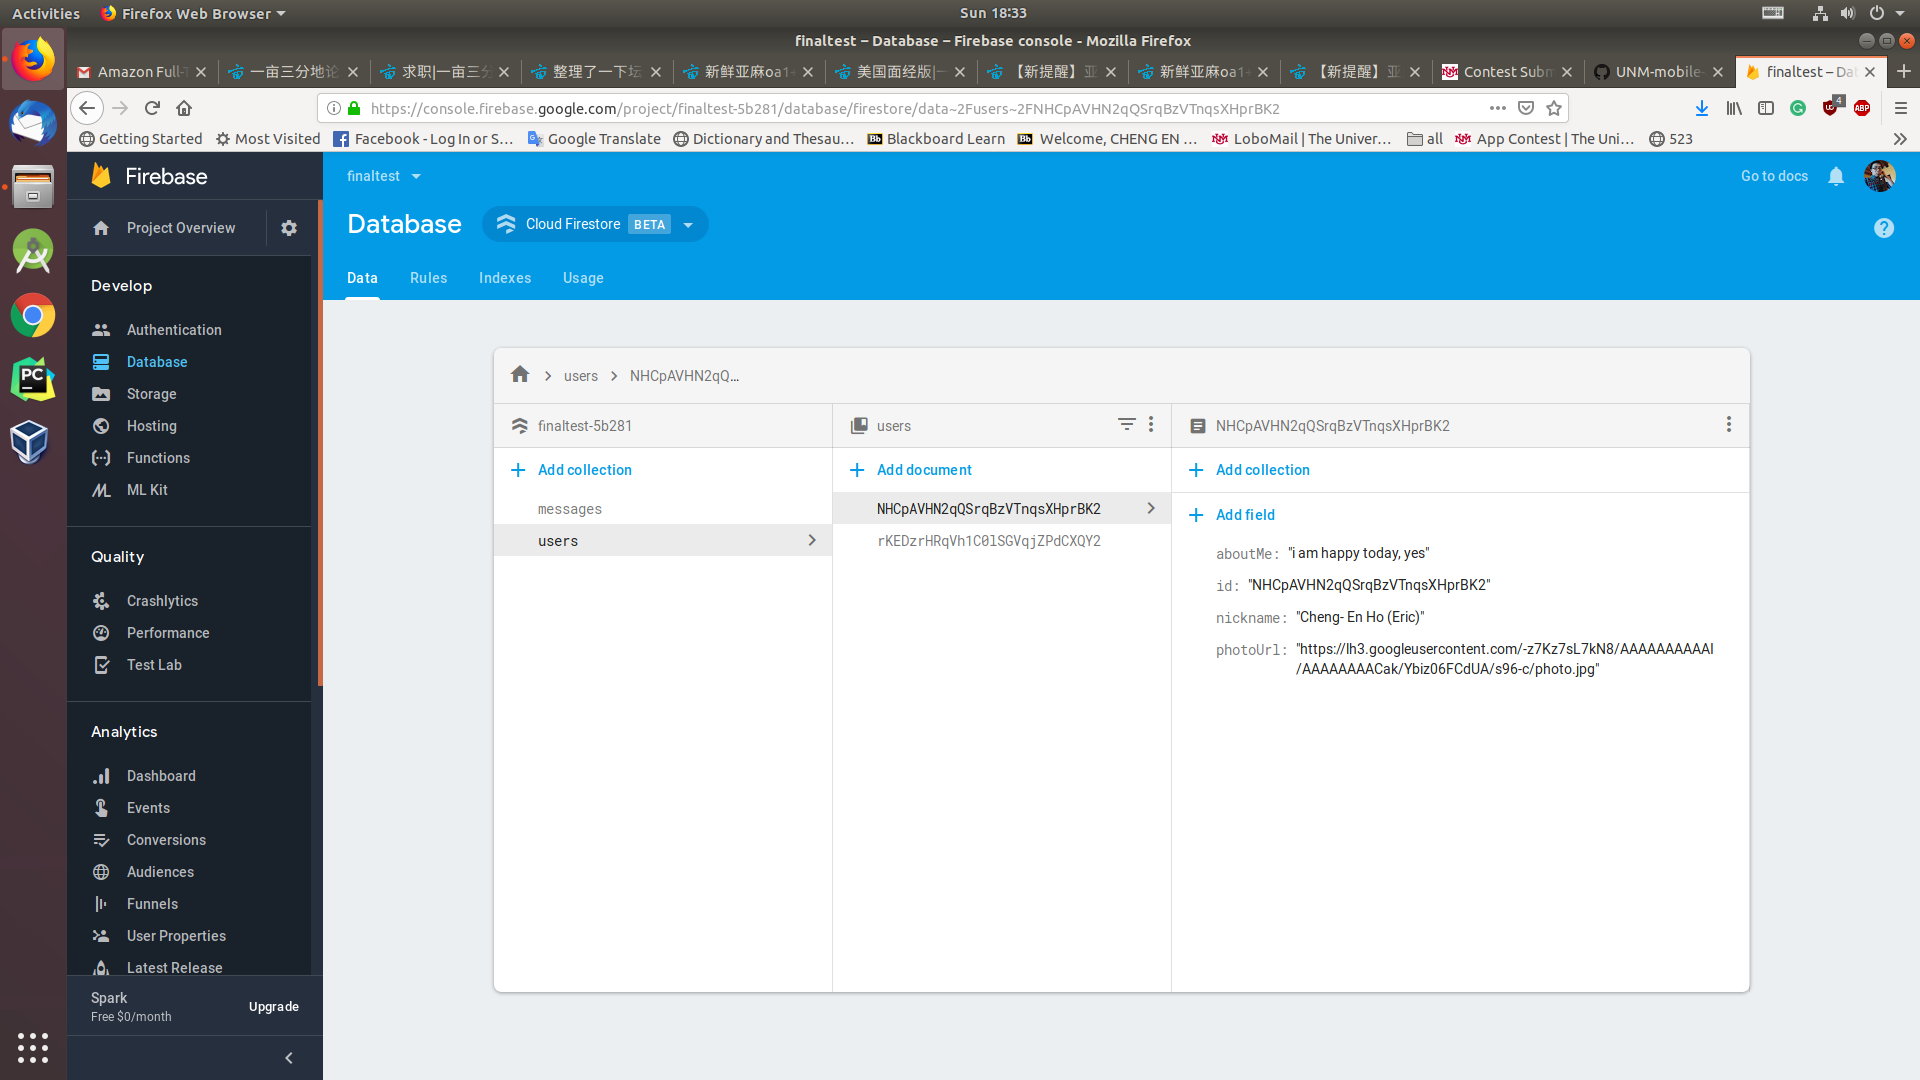 Activities
Firefox Web Browser
Sun 18:33
finaltest – Database – Firebase console - Mozilla Firefox
Amazon Full-
一亩三分地论
求职|一亩三分
整理了一下坛
新鲜亚麻oa1
美国面经版|一
【新提醒】亚
新鲜亚麻oa1
【新提醒】亚
Contest Subm
UNM-mobile-
finaltest – Dat
https://console.firebase.google.com/project/finaltest-5b281/database/firestore/data~2Fusers~2FNHCpAVHN2qQSrqBzVTnqsXHprBK2
4
ABP
Getting Started
Most Visited
Facebook - Log In or S…
Google Translate
Dictionary and Thesau…
Bb Blackboard Learn
Bb Welcome, CHENG EN …
LoboMail | The Univer…
all
App Contest | The Uni…
523
Firebase
Project Overview
Develop
Authentication
Database
Storage
Hosting
Functions
ML Kit
Quality
Crashlytics
Performance
Test Lab
Analytics
Dashboard
Events
Conversions
Audiences
Funnels
User Properties
Latest Release
Spark
Free $0/month
Upgrade
PC
finaltest
Go to docs
Database
Cloud Firestore BETA
Data
Rules
Indexes
Usage
users
NHCpAVHN2qQ…
finaltest-5b281
Add collection
messages
users
users
Add document
NHCpAVHN2qQSrqBzVTnqsXHprBK2
rKEDzrHRqVh1C0lSGVqjZPdCXQY2
NHCpAVHN2qQSrqBzVTnqsXHprBK2
Add collection
Add field
aboutMe: "i am happy today, yes"
id: "NHCpAVHN2qQSrqBzVTnqsXHprBK2"
nickname: "Cheng- En Ho (Eric)"
photoUrl: "https://lh3.googleusercontent.com/-z7Kz7sL7kN8/AAAAAAAAAAI
/AAAAAAAACak/Ybiz06FCdUA/s96-c/photo.jpg"